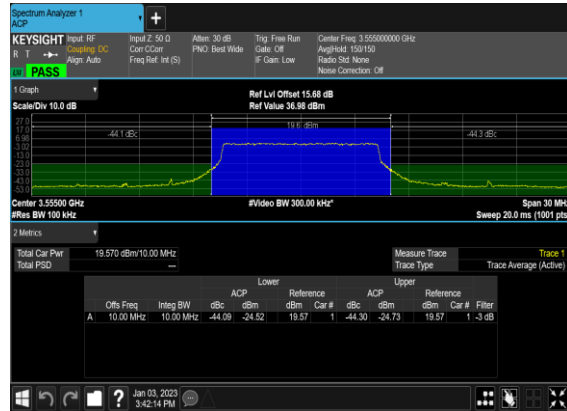 Spectrum Analyzer 1
ACP
KEYSIGHT Input: RF Input Z: 50 Ω Atten: 30 dB Trig: Free Run Center Freq: 3.555000000 GHz
R T Coupling: DC Corr CCorr PNO: Best Wide Gate: Off Avg|Hold: 150/150
Align: Auto Freq Ref: Int (S) IF Gain: Low Radio Std: None
LW PASS Noise Correction: Off
1 Graph Ref Lvl Offset 15.68 dB
Scale/Div 10.0 dB Ref Value 36.98 dBm
27.0
17.0 19.6 dBm
6.98 -44.1 dBc -44.3 dBc
-3.02
-13.0
-23.0
-33.0
-43.0
-53.0
Center 3.55500 GHz #Video BW 300.00 kHz* Span 30 MHz
#Res BW 100 kHz Sweep 20.0 ms (1001 pts)
2 Metrics
Total Car Pwr 19.570 dBm/10.00 MHz Measure Trace Trace 1
Total PSD --- Trace Type Trace Average (Active)
Lower Upper
ACP Reference ACP Reference
Offs Freq Integ BW dBc dBm dBm Car # dBc dBm dBm Car # Filter
A 10.00 MHz 10.00 MHz -44.09 -24.52 19.57 1 -44.30 -24.73 19.57 1 -3 dB
? Jan 03, 2023
3:42:14 PM